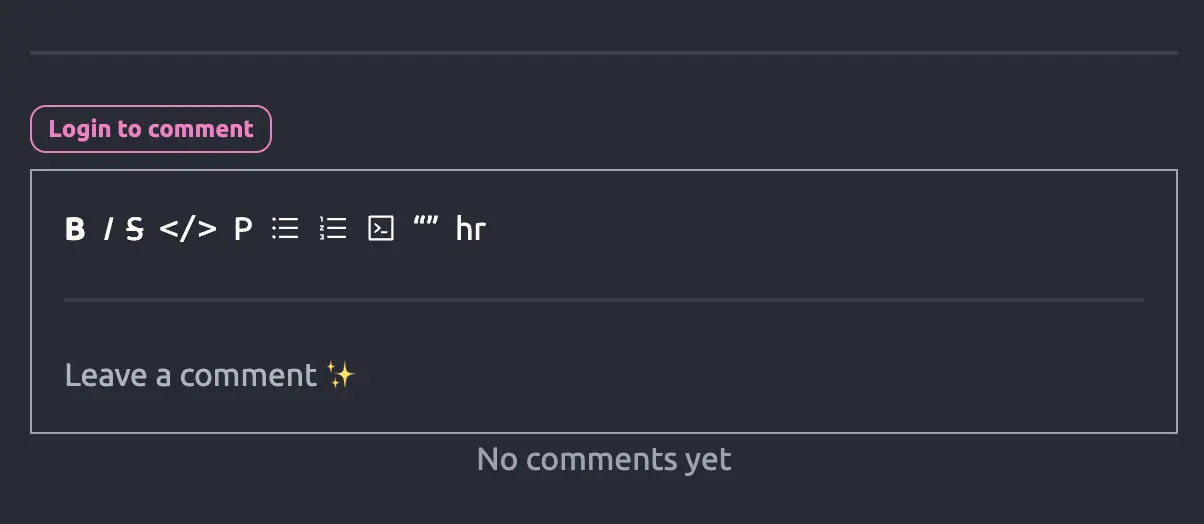 Login to comment
B I S </> P “” hr
Leave a comment ✨
No comments yet